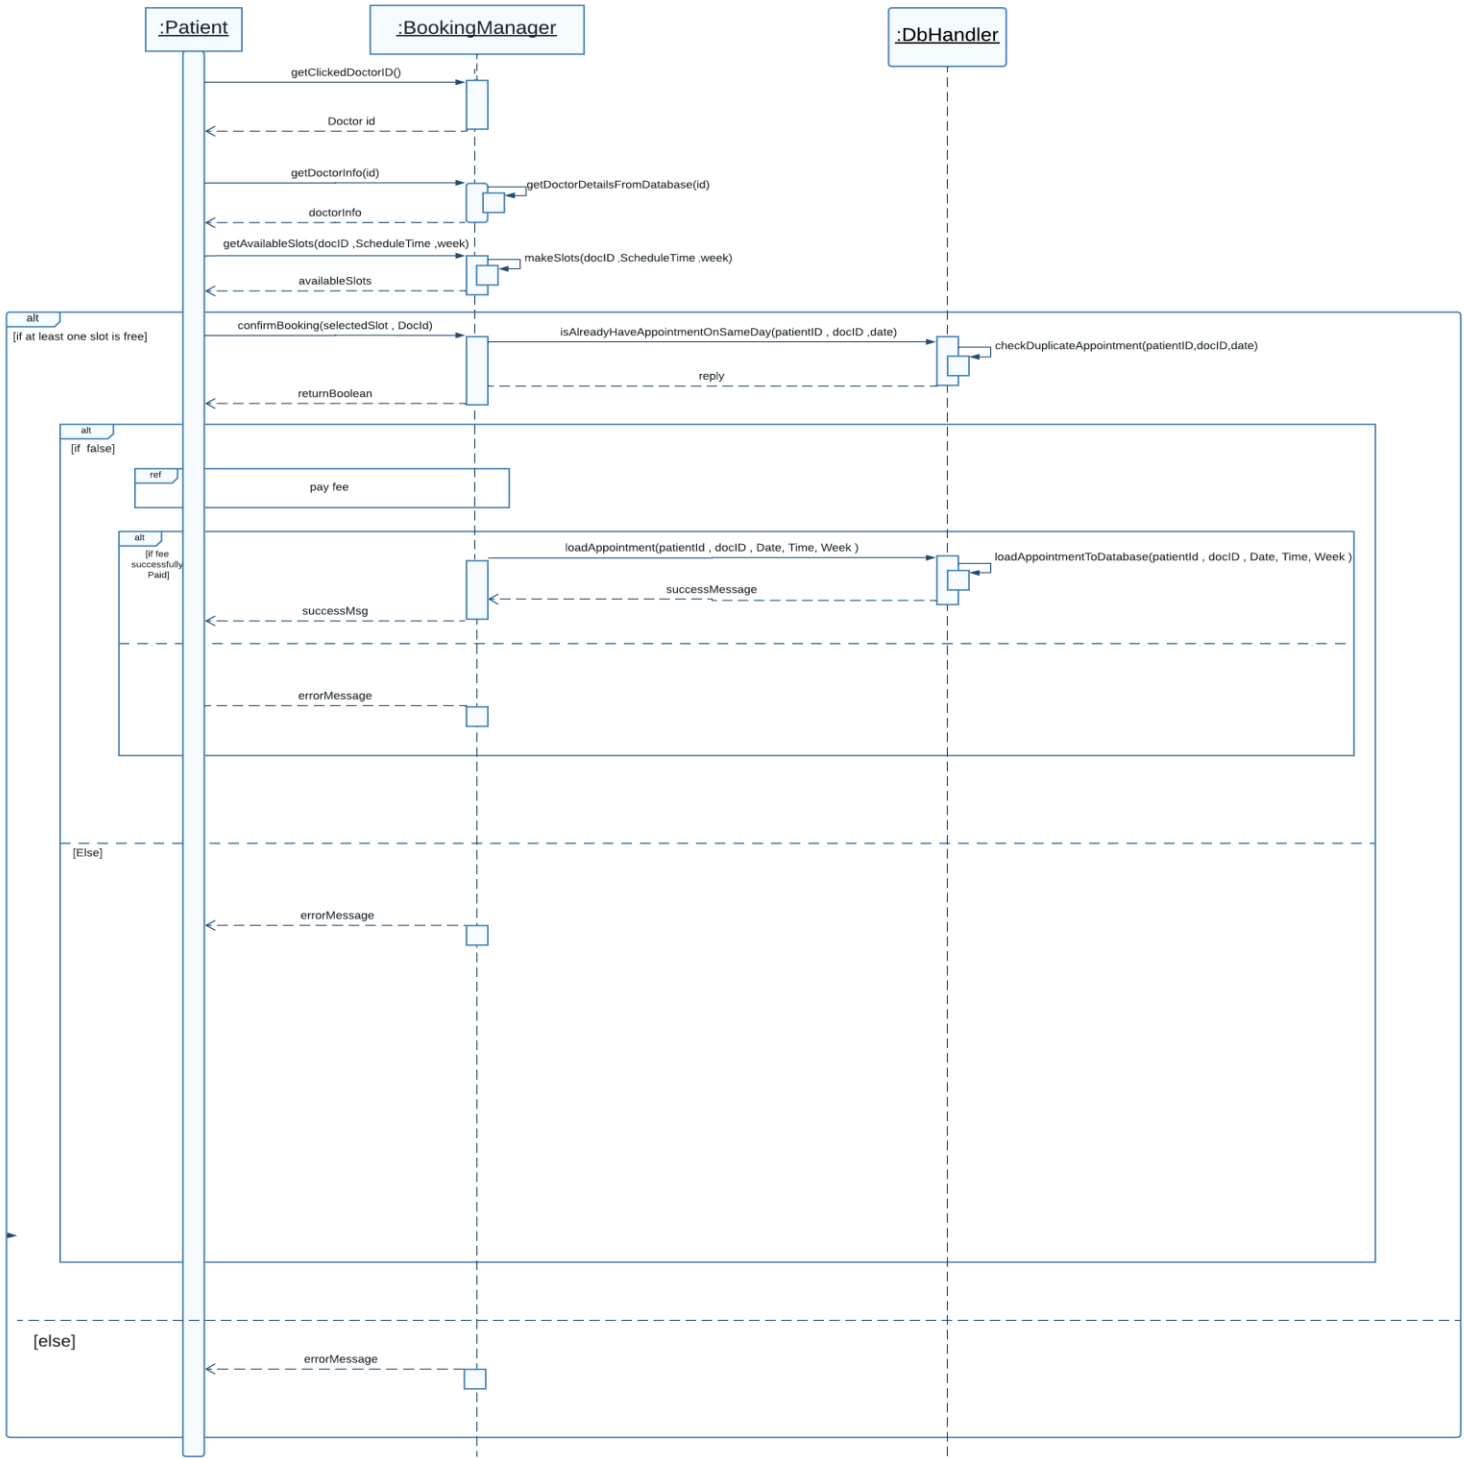 :Patient
:BookingManager
:DbHandler
getClickedDoctorID()
Doctor id
getDoctorInfo(id)
getDoctorDetailsFromDatabase(id)
doctorInfo
getAvailableSlots(docID ,ScheduleTime ,week)
makeSlots(docID ,ScheduleTime ,week)
availableSlots
alt
[if at least one slot is free]
confirmBooking(selectedSlot , DocId)
isAlreadyHaveAppointmentOnSameDay(patientID , docID ,date)
checkDuplicateAppointment(patientID,docID,date)
reply
returnBoolean
alt
[if  false]
ref
pay fee
alt
[if fee
successfully
Paid]
loadAppointment(patientId , docID , Date, Time, Week )
loadAppointmentToDatabase(patientId , docID , Date, Time, Week )
successMessage
successMsg
errorMessage
[Else]
errorMessage
[else]
errorMessage